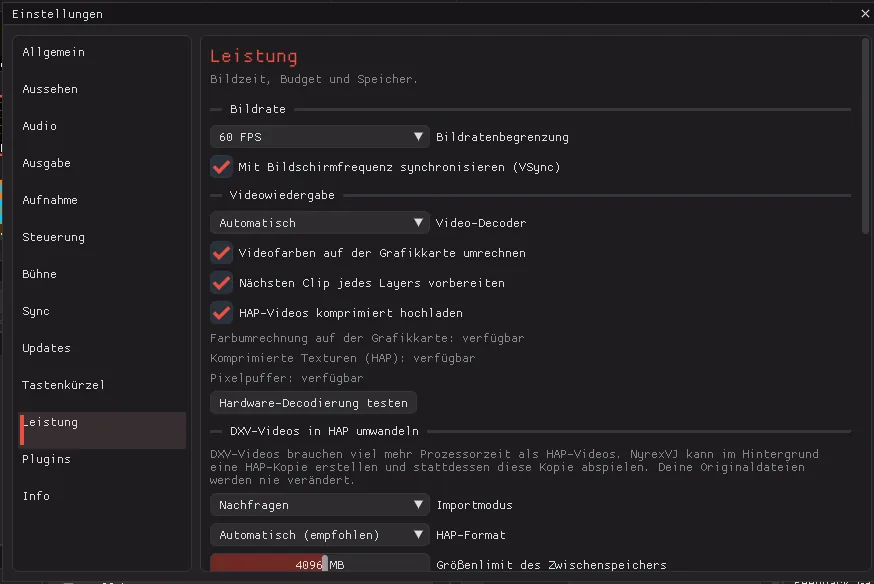 Einstellungen
Allgemein
Aussehen
Audio
Ausgabe
Aufnahme
Steuerung
Bühne
Sync
Updates
Tastenkürzel
Leistung
Plugins
Info
Leistung
Bildzeit, Budget und Speicher.
Bildrate
60 FPS
Bildratenbegrenzung
Mit Bildschirmfrequenz synchronisieren (VSync)
Videowiedergabe
Automatisch
Video-Decoder
Videofarben auf der Grafikkarte umrechnen
Nächsten Clip jedes Layers vorbereiten
HAP-Videos komprimiert hochladen
Farbumrechnung auf der Grafikkarte: verfügbar
Komprimierte Texturen (HAP): verfügbar
Pixelpuffer: verfügbar
Hardware-Decodierung testen
DXV-Videos in HAP umwandeln
DXV-Videos brauchen viel mehr Prozessorzeit als HAP-Videos. NyrexVJ kann im Hintergrund
eine HAP-Kopie erstellen und stattdessen diese Kopie abspielen. Deine Originaldateien
werden nie verändert.
Nachfragen
Importmodus
Automatisch (empfohlen)
HAP-Format
4096 MB
Größenlimit des Zwischenspeichers